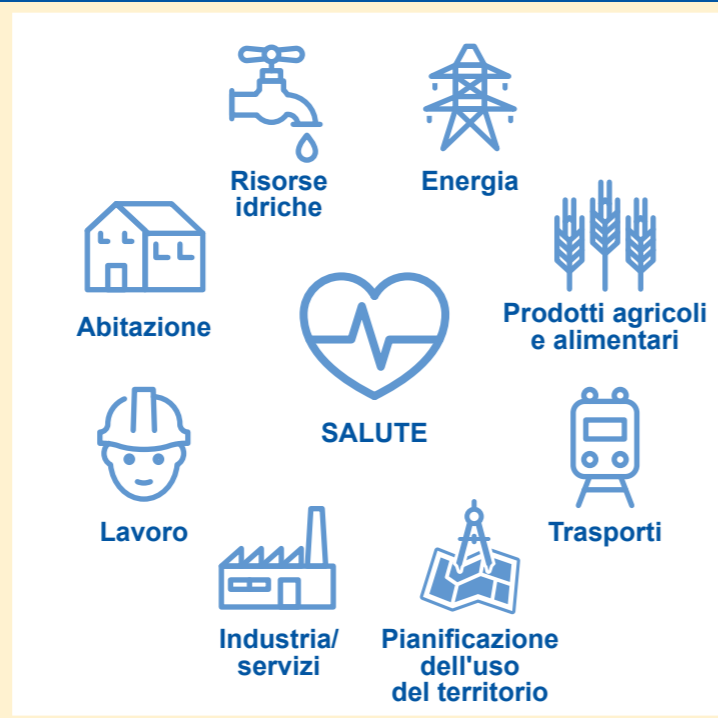 Risorse
idriche
Energia
Prodotti agricoli
e alimentari
Abitazione
SALUTE
Lavoro
Trasporti
Industria/
servizi
Pianificazione
dell'uso
del territorio